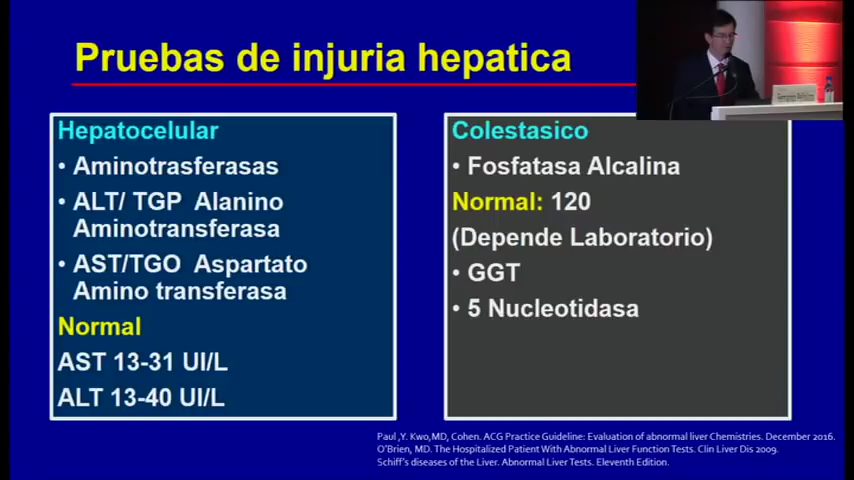 Pruebas de injuria hepatica
Hepatocelular
• Aminotrasferasas
• ALT/ TGP Alanino
Aminotransferasa
• AST/TGO Aspartato
Amino transferasa
Normal
AST 13-31 UI/L
ALT 13-40 UI/L
Colestasico
• Fosfatasa Alcalina
Normal: 120
(Depende Laboratorio)
• GGT
• 5 Nucleotidasa
Paul ,Y. Kwo,MD, Cohen. ACG Practice Guideline: Evaluation of abnormal liver Chemistries. December 2016.
O'Brien, MD. The Hospitalized Patient With Abnormal Liver Function Tests. Clin Liver Dis 2009.
Schiff's diseases of the Liver. Abnormal Liver Tests. Eleventh Edition.